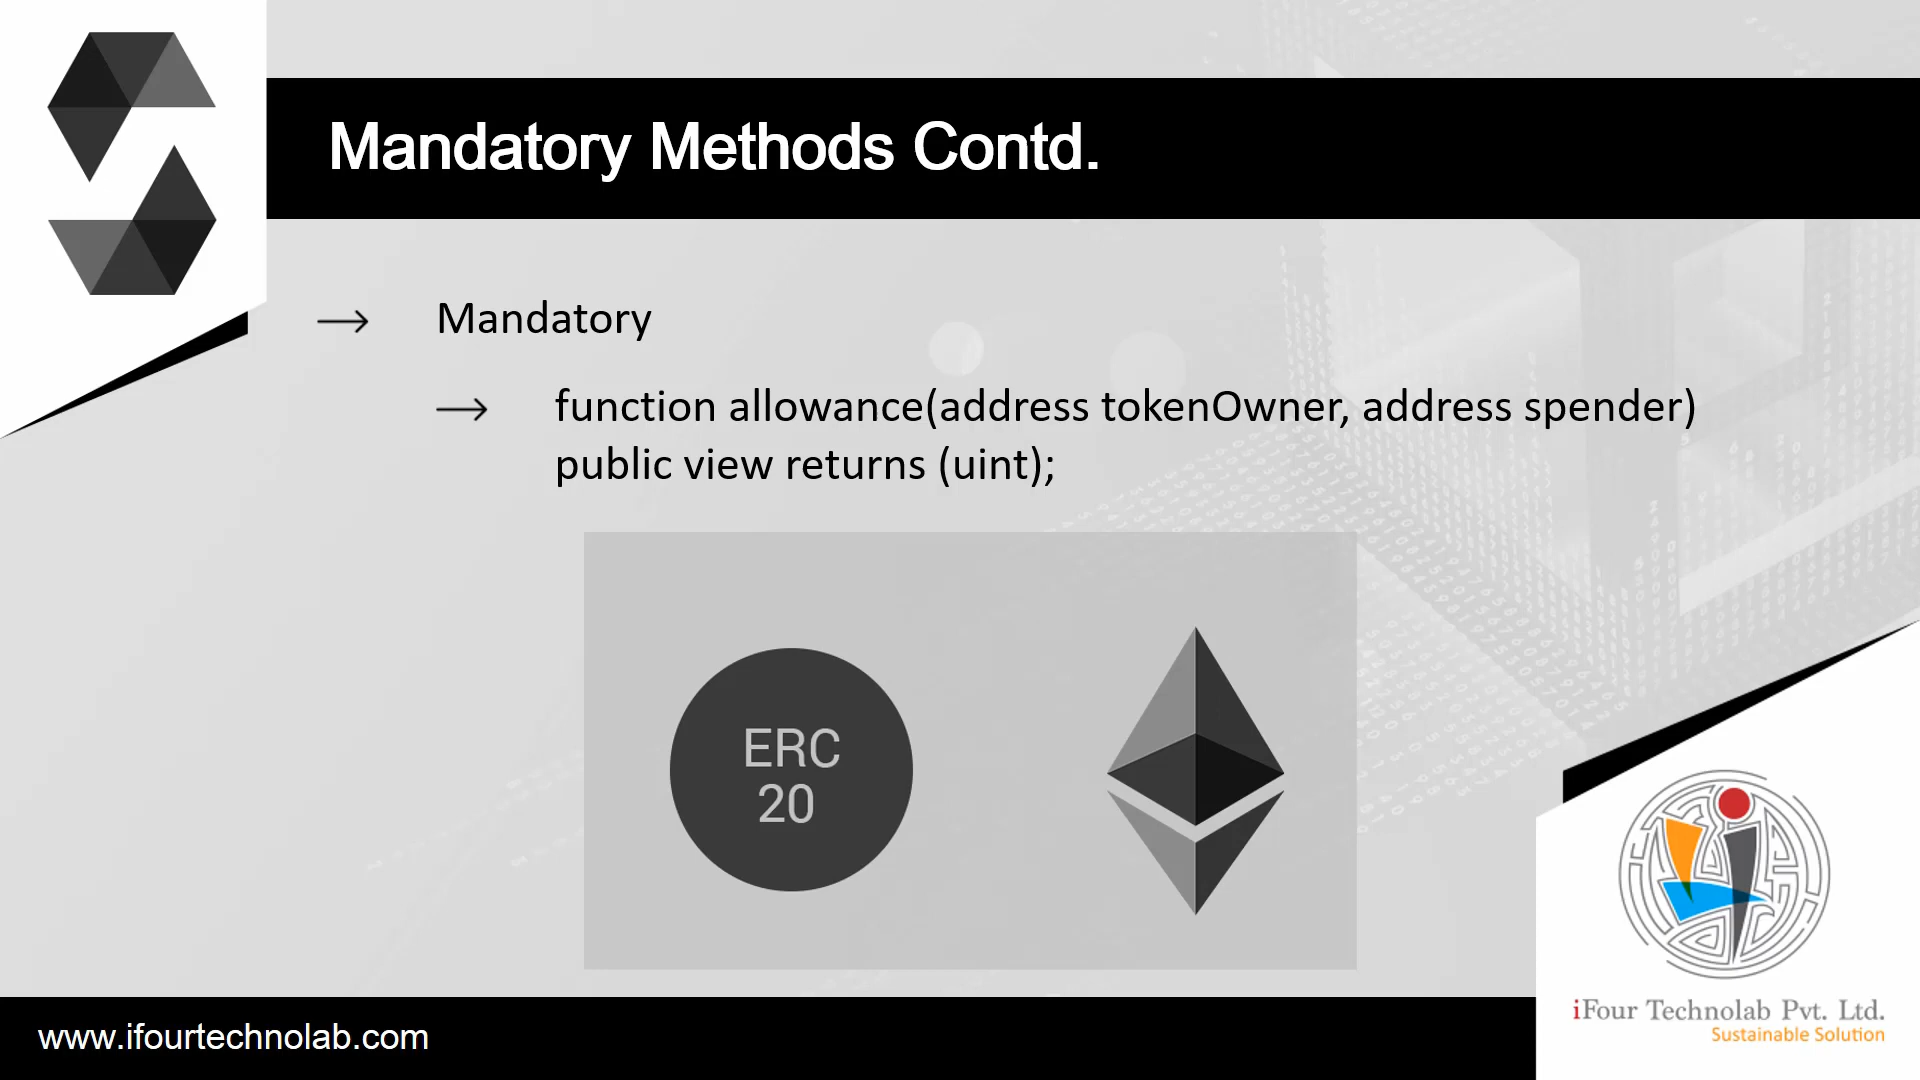 Mandatory Methods Contd.
Mandatory
function allowance(address tokenOwner, address spender)
public view returns (uint);
ERC
20
www.ifourtechnolab.com
iFour Technolab Pvt. Ltd.
Sustainable Solution